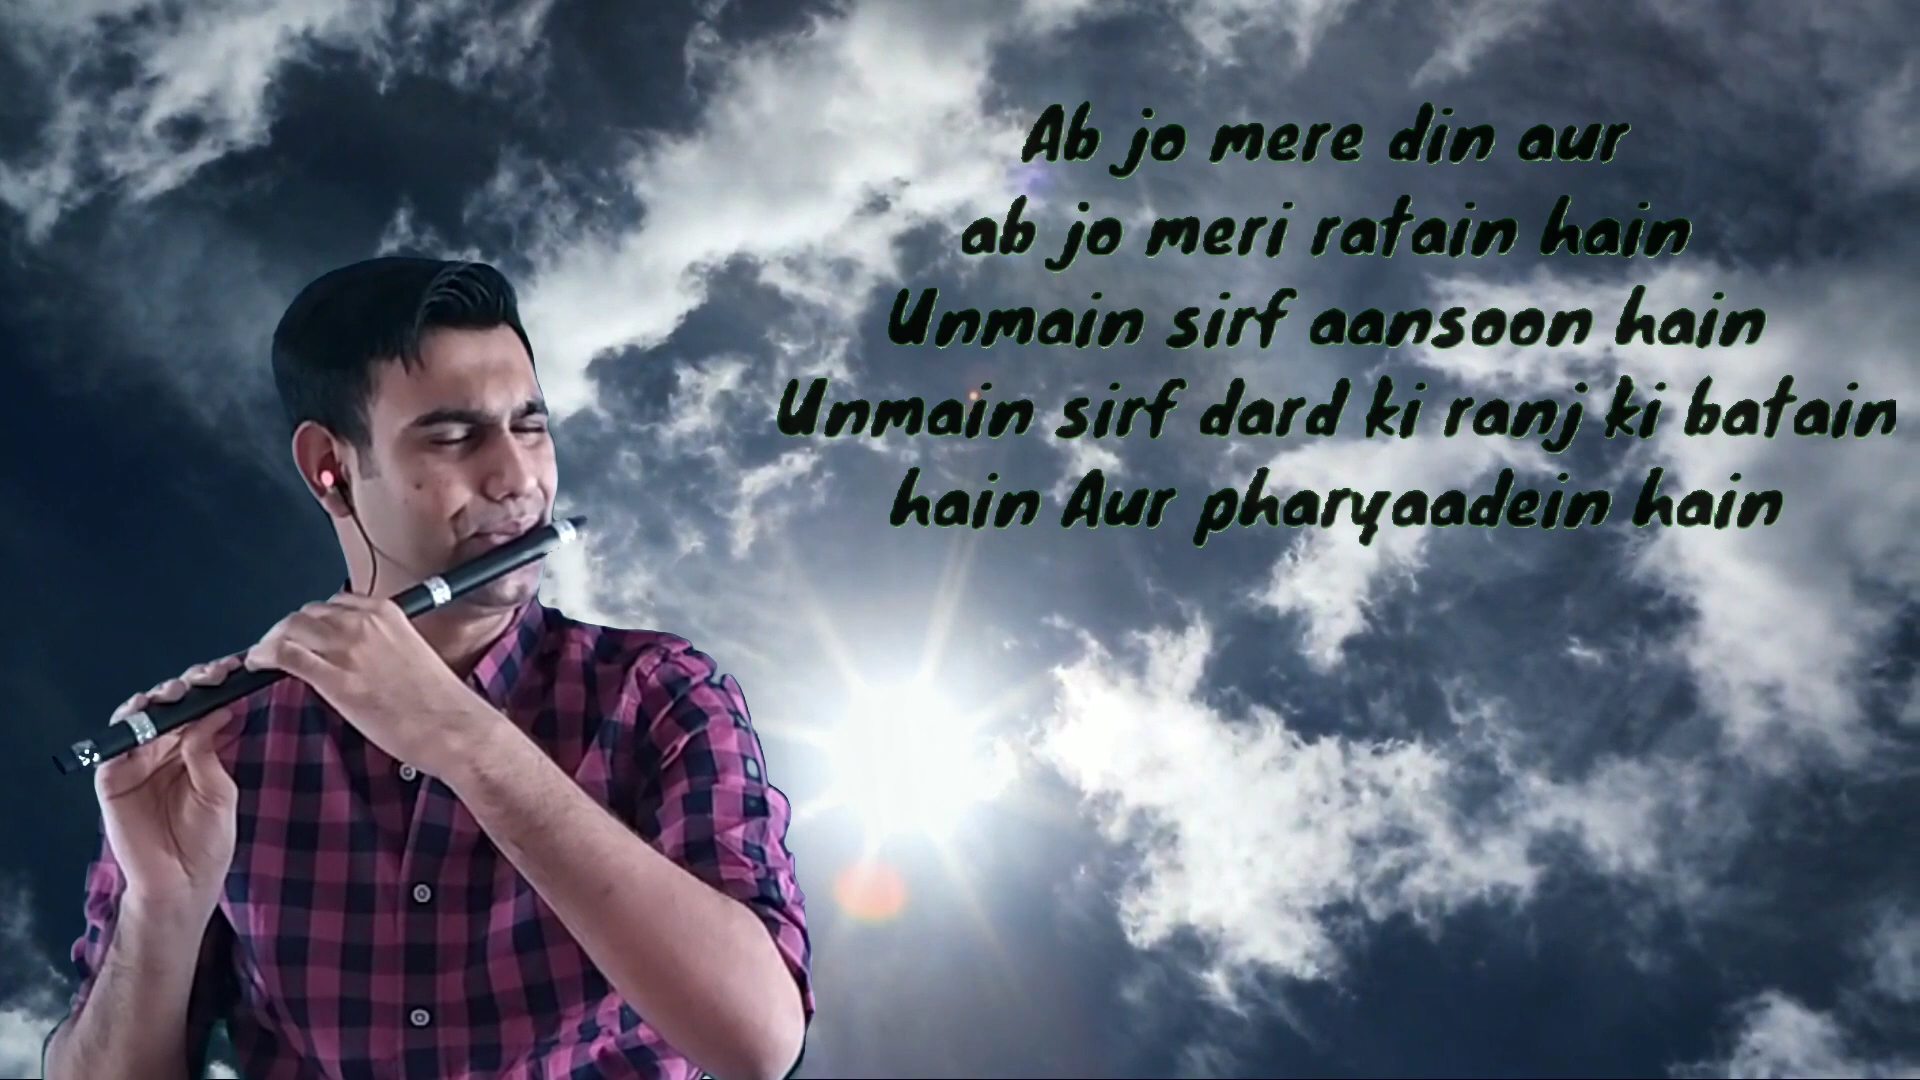 Ab jo mere din aur
ab jo meri ratain hain
Unmain sirf aansoon hain
Unmain sirf dard ki ranj ki batain
hain Aur pharyaadein hain